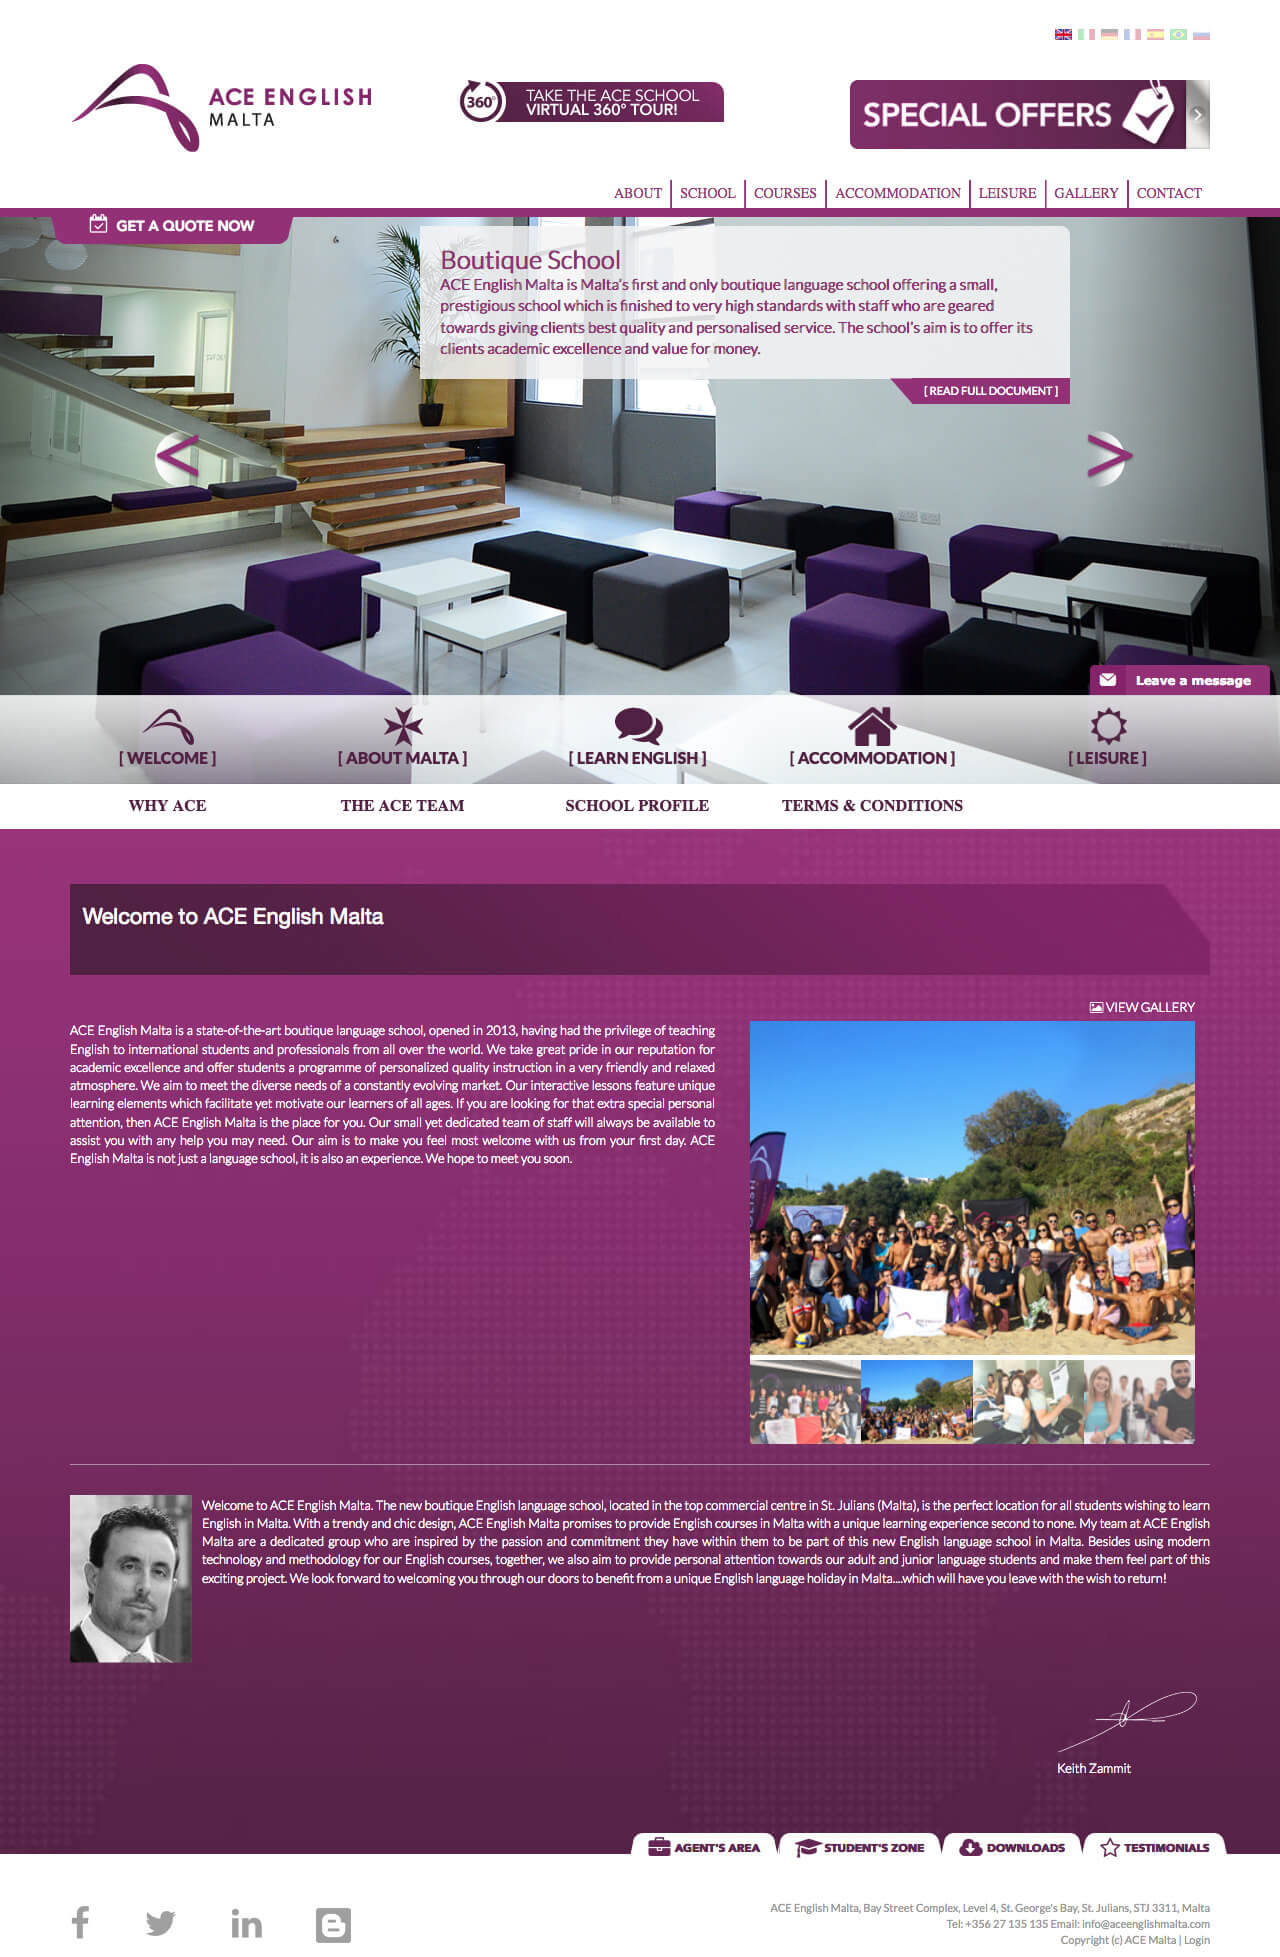 ACE ENGLISH
MALTA
360°
TAKE THE ACE SCHOOL
VIRTUAL 360° TOUR!
SPECIAL OFFERS
ABOUT
SCHOOL
COURSES
ACCOMMODATION
LEISURE
GALLERY
CONTACT
GET A QUOTE NOW
Boutique School
ACE English Malta is Malta's first and only boutique language school offering a small,
prestigious school which is finished to very high standards with staff who are geared
towards giving clients best quality and personalised service. The school's aim is to offer its
clients academic excellence and value for money.
[ READ FULL DOCUMENT ]
< >
Leave a message
[ WELCOME ]
[ ABOUT MALTA ]
[ LEARN ENGLISH ]
[ ACCOMMODATION ]
[ LEISURE ]
WHY ACE
THE ACE TEAM
SCHOOL PROFILE
TERMS & CONDITIONS
Welcome to ACE English Malta
VIEW GALLERY
ACE English Malta is a state-of-the-art boutique language school, opened in 2013, having had the privilege of teaching
English to international students and professionals from all over the world. We take great pride in our reputation for
academic excellence and offer students a programme of personalized quality instruction in a very friendly and relaxed
atmosphere. We aim to meet the diverse needs of a constantly evolving market. Our interactive lessons feature unique
learning elements which facilitate yet motivate our learners of all ages. If you are looking for that extra special personal
attention, then ACE English Malta is the place for you. Our small yet dedicated team of staff will always be available to
assist you with any help you may need. Our aim is to make you feel most welcome with us from your first day. ACE
English Malta is not just a language school, it is also an experience. We hope to meet you soon.
ACE ENGLISH
Welcome to ACE English Malta. The new boutique English language school, located in the top commercial centre in St. Julians (Malta), is the perfect location for all students wishing to learn
English in Malta. With a trendy and chic design, ACE English Malta promises to provide English courses in Malta with a unique learning experience second to none. My team at ACE English
Malta are a dedicated group who are inspired by the passion and commitment they have within them to be part of this new English language school in Malta. Besides using modern
technology and methodology for our English courses, together, we also aim to provide personal attention towards our adult and junior language students and make them feel part of this
exciting project. We look forward to welcoming you through our doors to benefit from a unique English language holiday in Malta....which will have you leave with the wish to return!
Keith Zammit
AGENT'S AREA
STUDENT'S ZONE
DOWNLOADS
TESTIMONIALS
ACE English Malta, Bay Street Complex, Level 4, St. George's Bay, St. Julians, STJ 3311, Malta
Tel: +356 27 135 135 Email: info@aceenglishmalta.com
Copyright (c) ACE Malta | Login